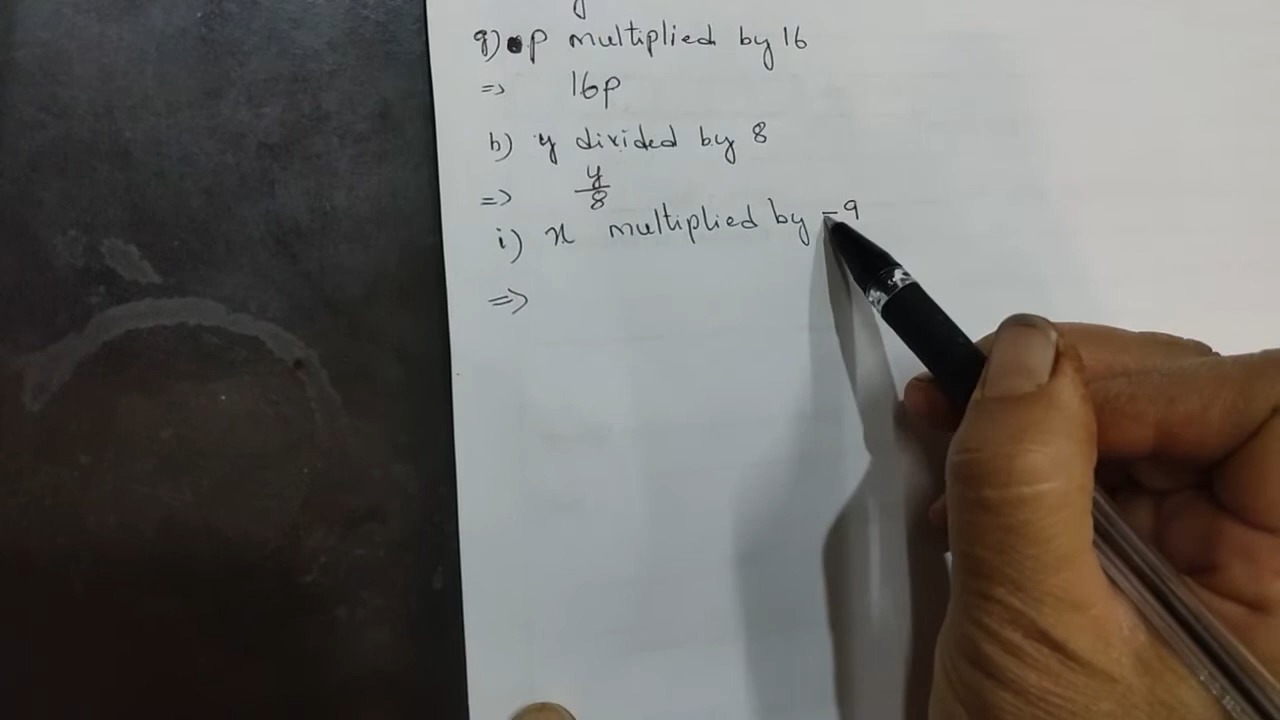 g) p multiplied by 16
=> 16p
h) y divided by 8
=> y/8
i) x multiplied by -9
=>